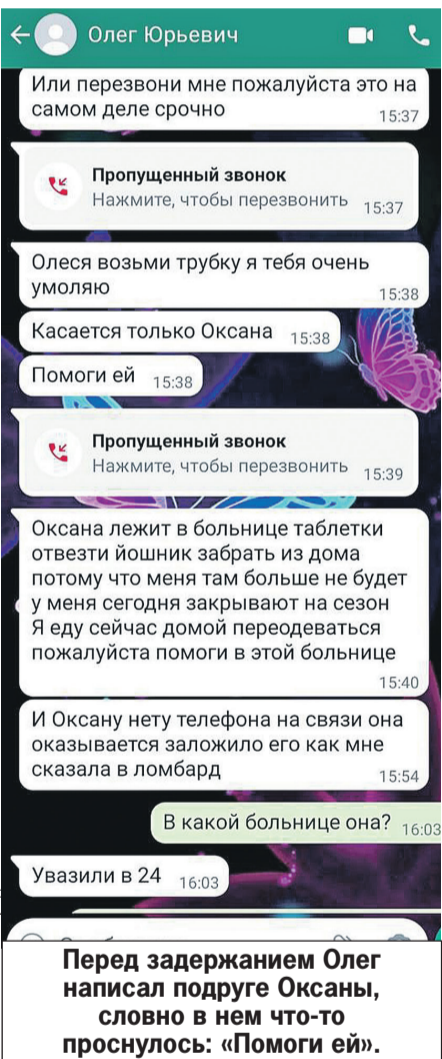 Олег Юрьевич
Или перезвони мне пожалуйста это на
самом деле срочно
15:37
Пропущенный звонок
Нажмите, чтобы перезвонить 15:37
Олеся возьми трубку я тебя очень
умоляю
15:38
Касается только Оксана 15:38
Помоги ей 15:38
Пропущенный звонок
Нажмите, чтобы перезвонить 15:39
Оксана лежит в больнице таблетки
отвезти йошник забрать из дома
потому что меня там больше не будет
у меня сегодня закрывают на сезон
Я еду сейчас домой переодеваться
пожалуйста помоги в этой больнице
15:40
И Оксану нету телефона на связи она
оказывается заложило его как мне
сказала в ломбард
15:54
В какой больнице она? 16:03
Увазили в 24 16:03
Перед задержанием Олег
написал подруге Оксаны,
словно в нем что-то
проснулось: «Помоги ей».